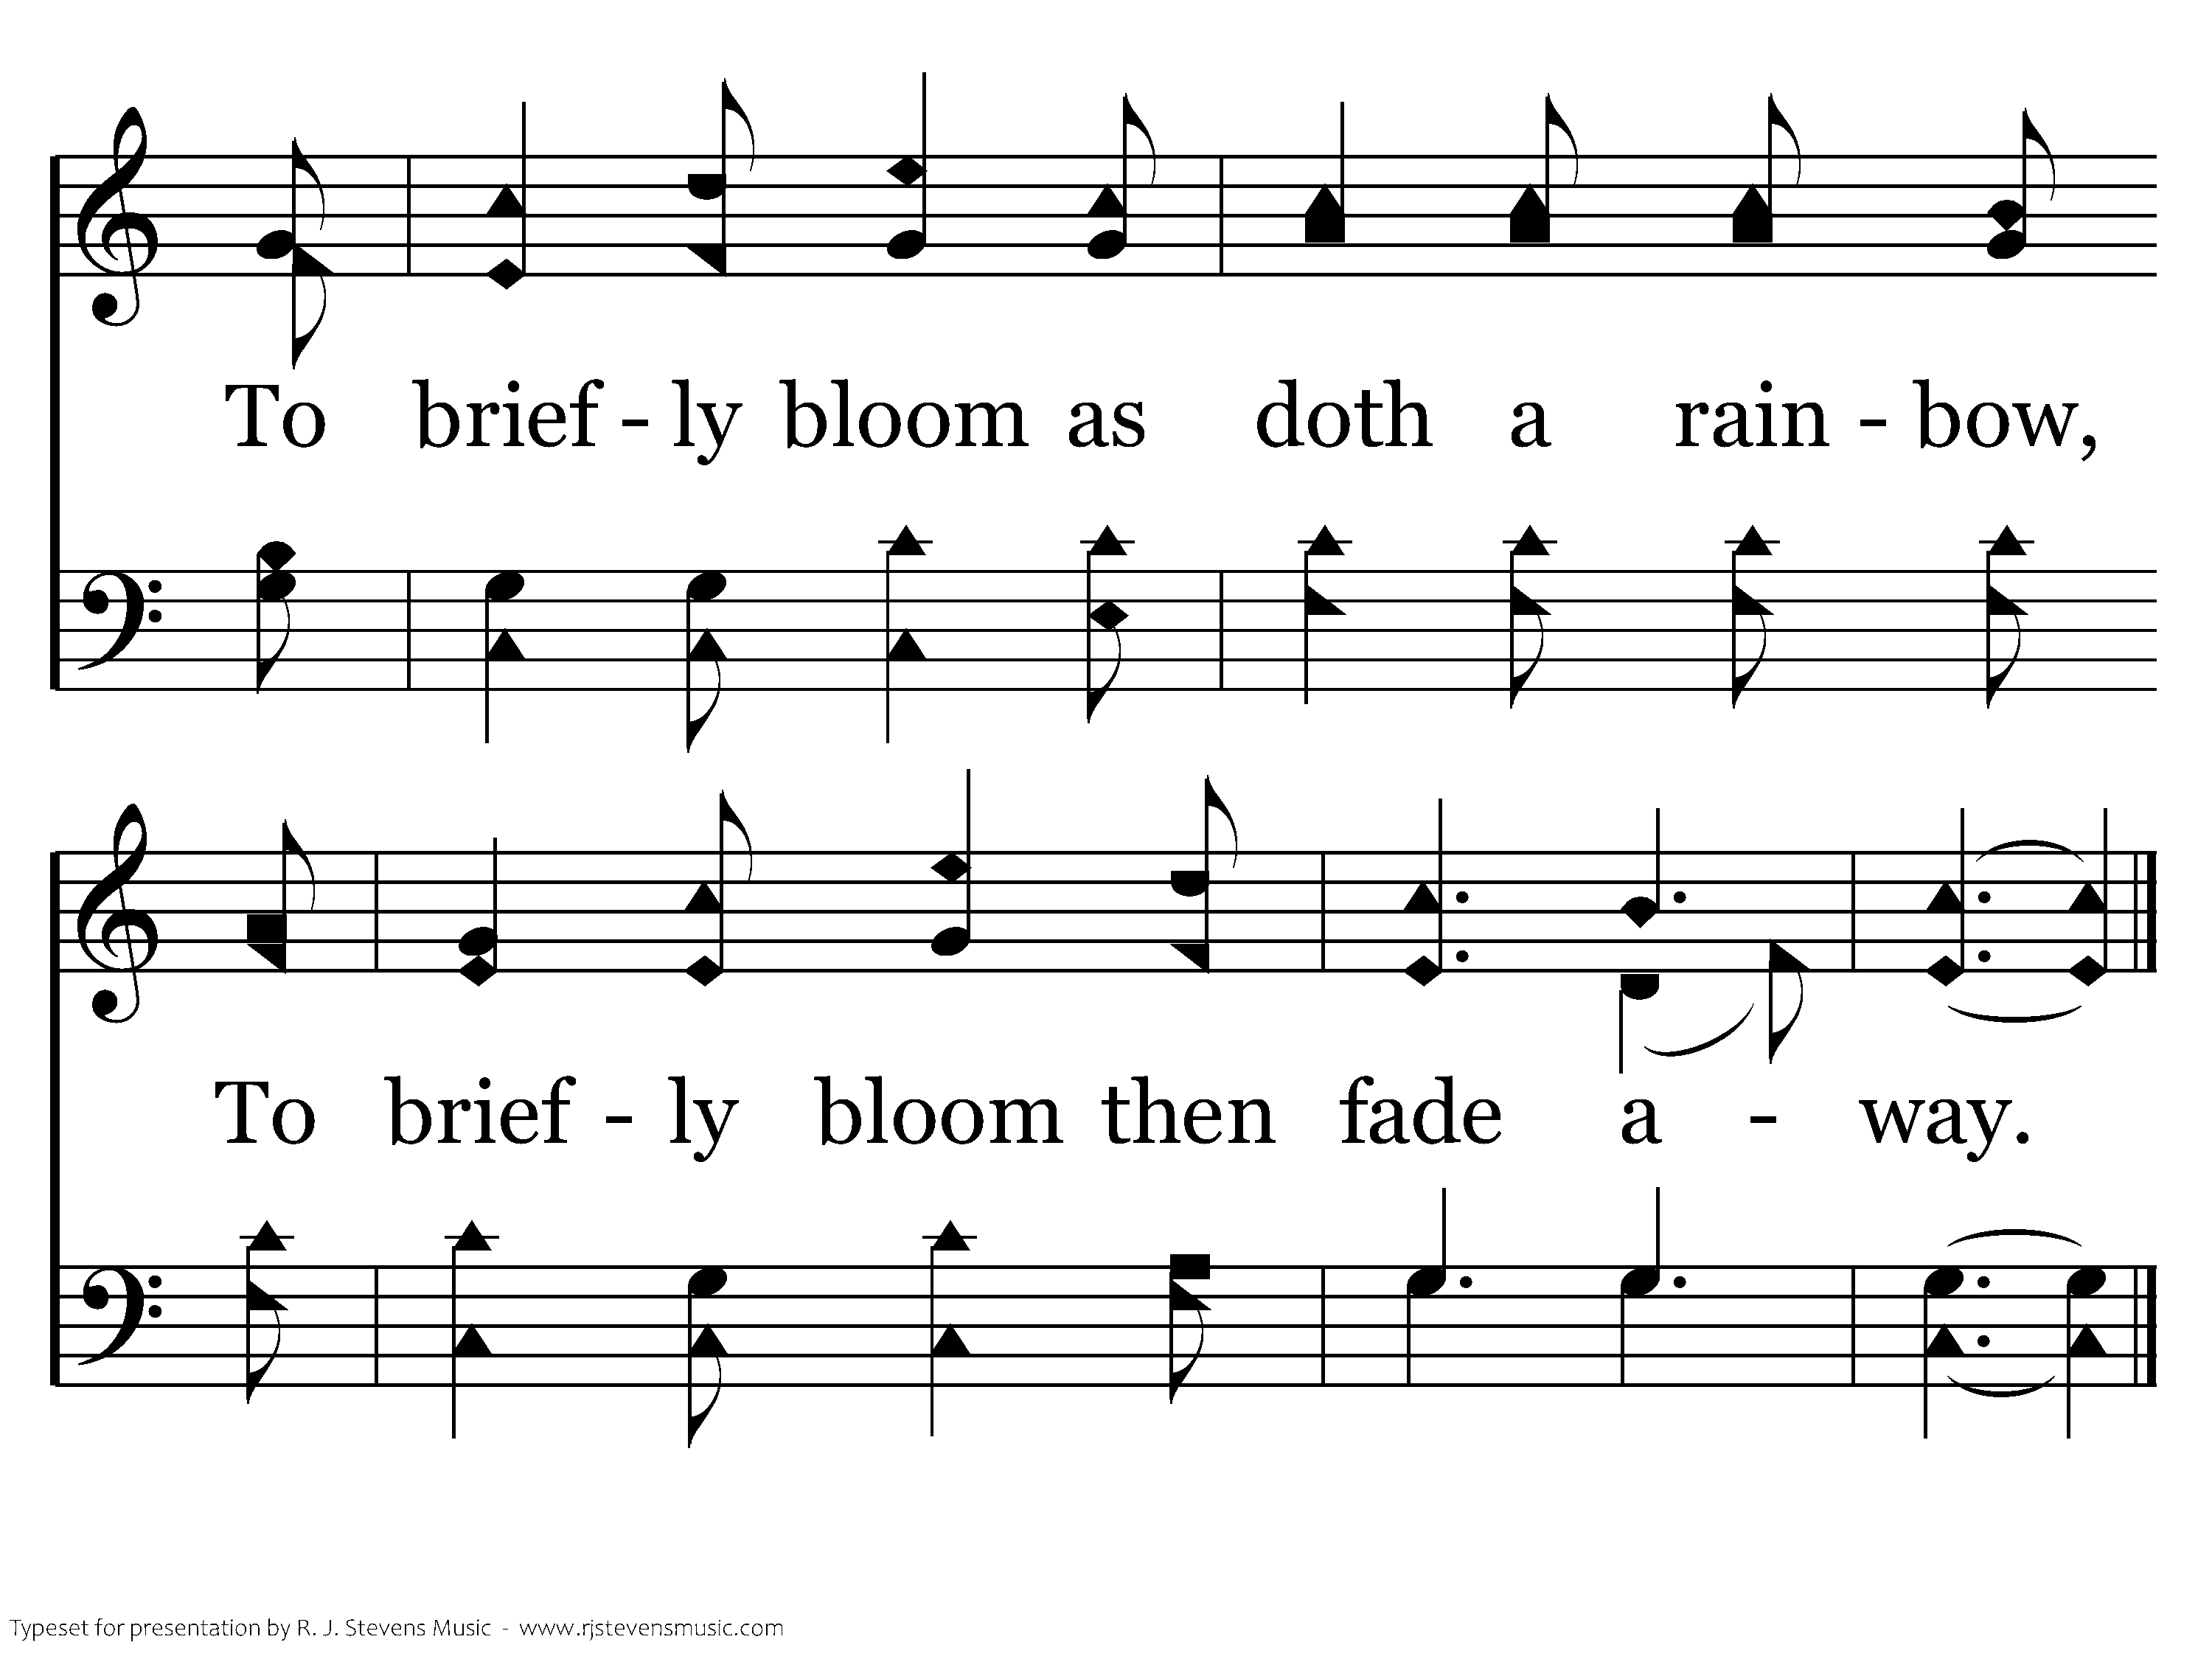 To brief - ly bloom as doth a rain - bow,
To brief - ly bloom then fade a - way.
Typeset for presentation by R. J. Stevens Music - www.rjstevensmusic.com